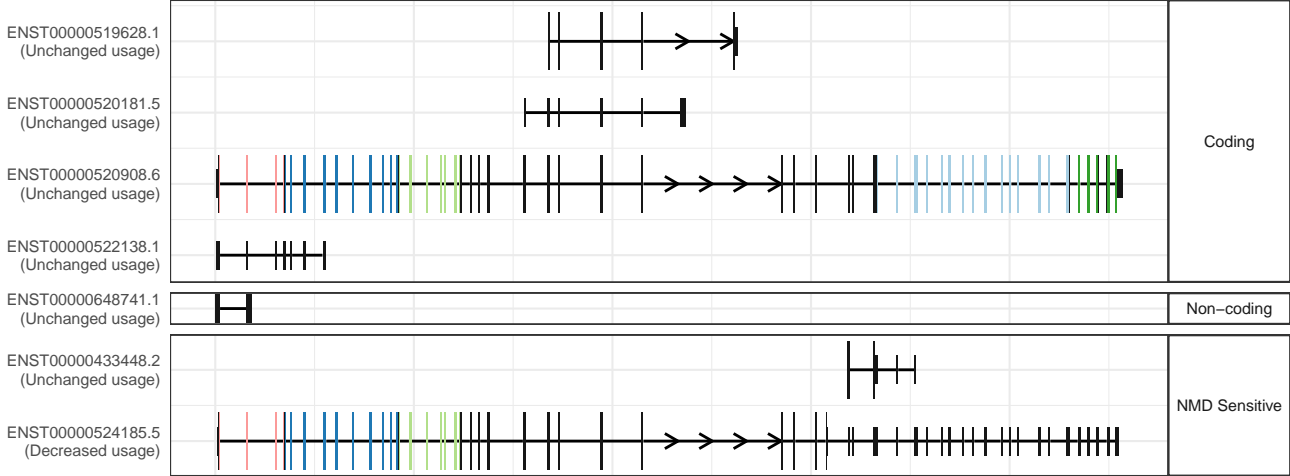 ENST00000519628.1
(Unchanged usage)
ENST00000520181.5
(Unchanged usage)
ENST00000520908.6
(Unchanged usage)
ENST00000522138.1
(Unchanged usage)
Coding
ENST00000648741.1
(Unchanged usage)
Non−coding
ENST00000433448.2
(Unchanged usage)
ENST00000524185.5
(Decreased usage)
NMD Sensitive